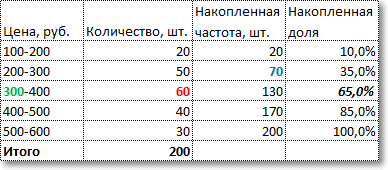 Цена, руб. Количество, шт. Накопленная частота, шт. Накопленная доля
100-200 20 20 10,0%
200-300 50 70 35,0%
300-400 60 130 65,0%
400-500 40 170 85,0%
500-600 30 200 100,0%
Итого 200